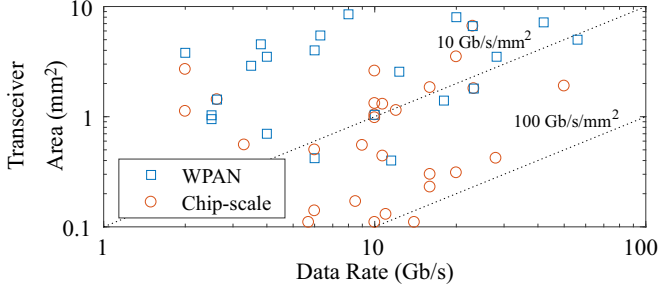 10
10 Gb/s/mm²
Transceiver
Area (mm²)
1
100 Gb/s/mm²
WPAN
Chip-scale
0.1
1
10
100
Data Rate (Gb/s)